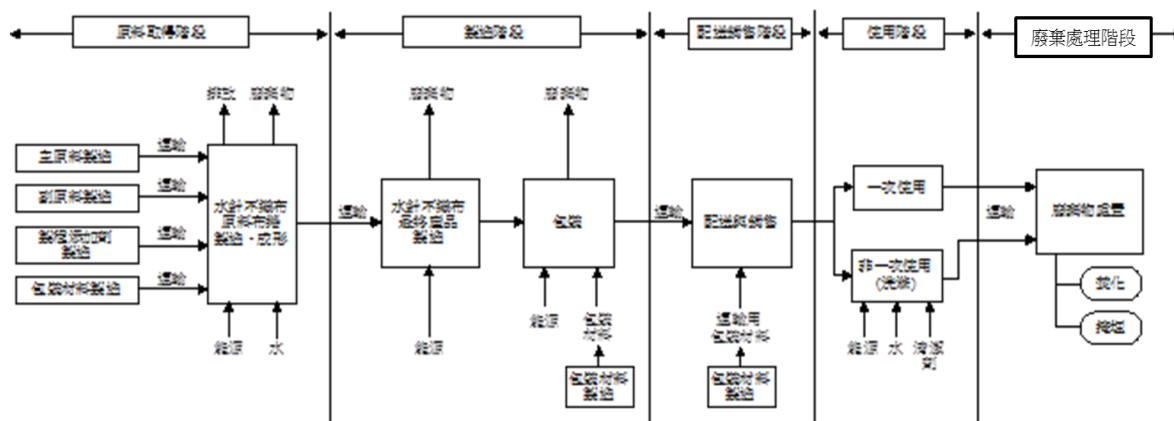 原料取得階段
製造階段
配送銷售階段
使用階段
廢棄處理階段
廢棄物
廢棄物
廢棄物
主原料製造
運輸
副原料製造
運輸
製程添加劑
製造
運輸
包裝材料製造
運輸
水針不織布
原料布捲
製造、成形
能源
水
運輸
水針不織布
最終產品
製造
能源
包裝
能源
包裝
材料
包裝材料
製造
運輸
配送與銷售
運輸用
包裝材料
包裝材料
製造
一次使用
非一次使用
(洗滌)
能源
水
清潔
劑
運輸
廢棄物處置
焚化
掩埋